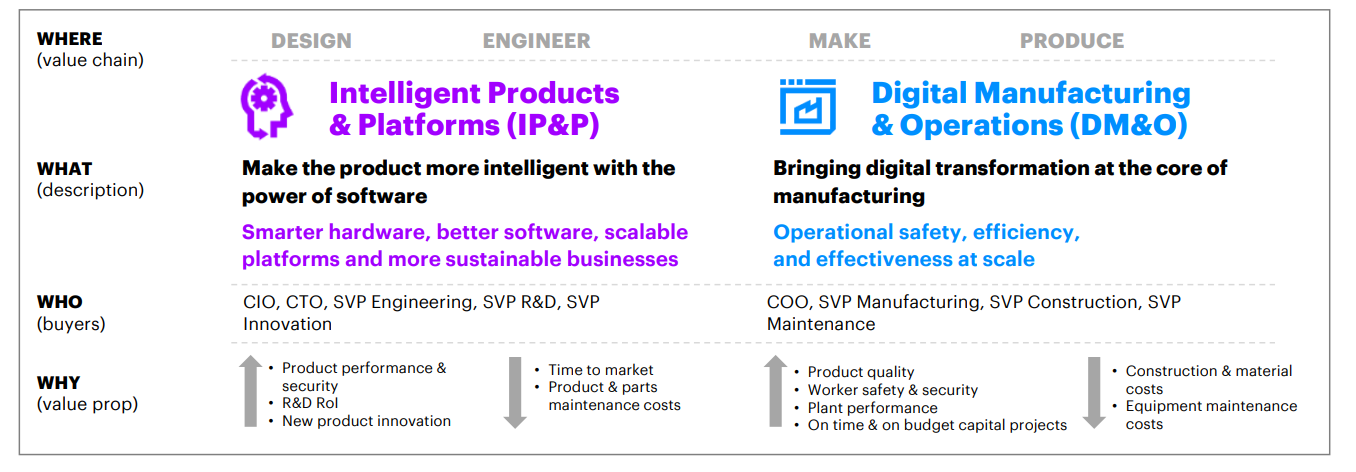 WHERE
(value chain)
DESIGN
ENGINEER
MAKE
PRODUCE
Intelligent Products
& Platforms (IP&P)
Digital Manufacturing
& Operations (DM&O)
WHAT
(description)
Make the product more intelligent with the
power of software
Smarter hardware, better software, scalable
platforms and more sustainable businesses
Bringing digital transformation at the core of
manufacturing
Operational safety, efficiency,
and effectiveness at scale
WHO
(buyers)
CIO, CTO, SVP Engineering, SVP R&D, SVP
Innovation
COO, SVP Manufacturing, SVP Construction, SVP
Maintenance
WHY
(value prop)
• Product performance &
security
• R&D RoI
• New product innovation
• Time to market
• Product & parts
maintenance costs
• Product quality
• Worker safety & security
• Plant performance
• On time & on budget capital projects
• Construction & material
costs
• Equipment maintenance
costs